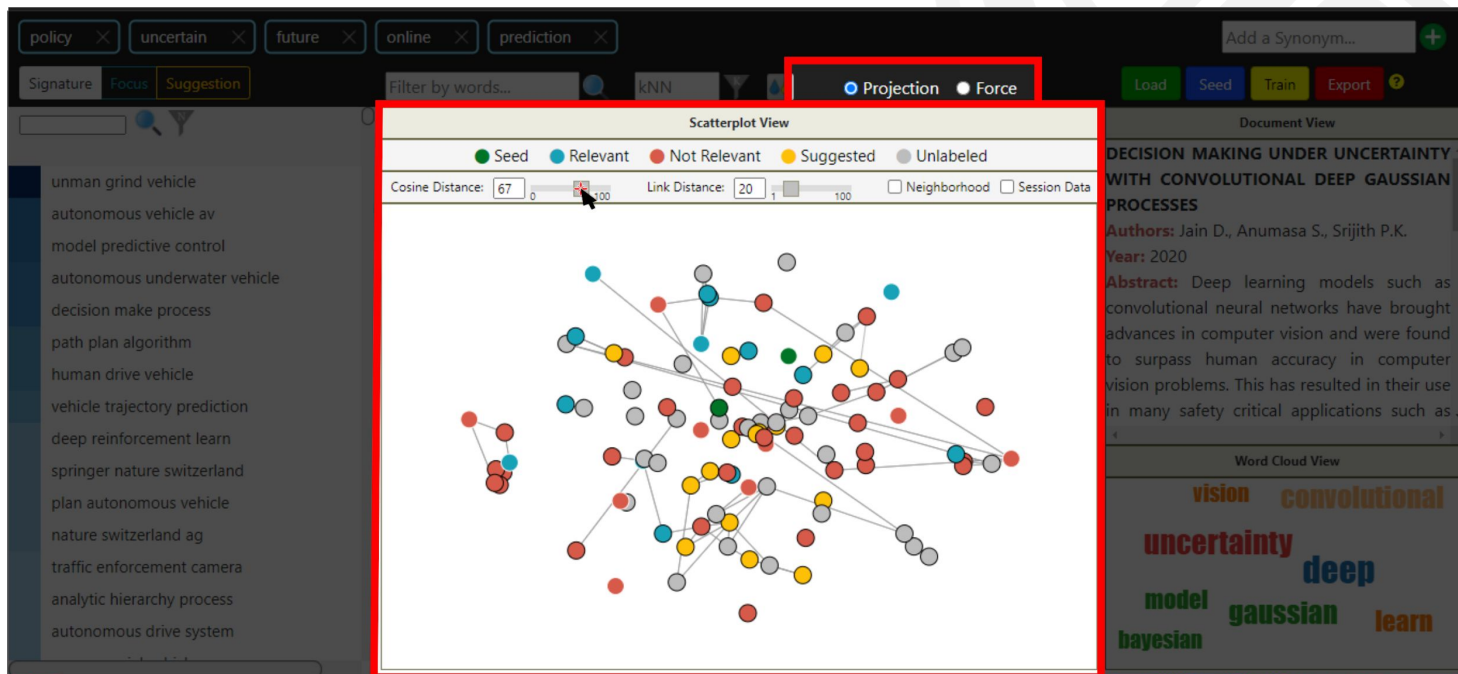 policy × uncertain × future × online × prediction ×
Add a Synonym...
Signature Focus Suggestion
Filter by words...
kNN
Projection Force
Load Seed Train Export ?
Scatterplot View
Seed Relevant Not Relevant Suggested Unlabeled
Cosine Distance: 67 0 100 Link Distance: 20 1 100 Neighborhood Session Data
unman grind vehicle
autonomous vehicle av
model predictive control
autonomous underwater vehicle
decision make process
path plan algorithm
human drive vehicle
vehicle trajectory prediction
deep reinforcement learn
springer nature switzerland
plan autonomous vehicle
nature switzerland ag
traffic enforcement camera
analytic hierarchy process
autonomous drive system
Document View
DECISION MAKING UNDER UNCERTAINTY
WITH CONVOLUTIONAL DEEP GAUSSIAN
PROCESSES
Authors: Jain D., Anumasa S., Srijith P.K.
Year: 2020
Abstract: Deep learning models such as
convolutional neural networks have brought
advances in computer vision and were found
to surpass human accuracy in computer
vision problems. This has resulted in their use
in many safety critical applications such as
Word Cloud View
vision convolutional
uncertainty
deep
model gaussian learn
bayesian